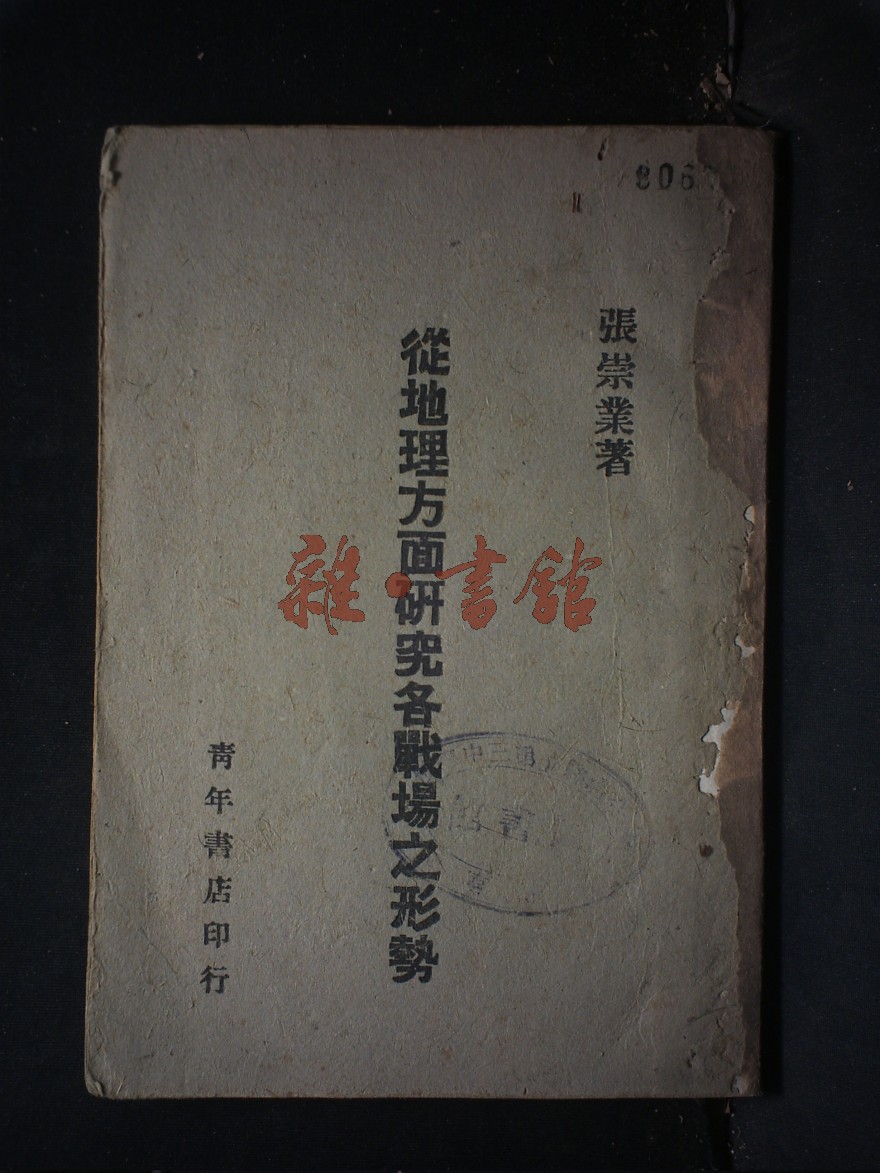 806
張崇業著
從地理方面研究各戰場之形勢
青年書店印行
雜·書館